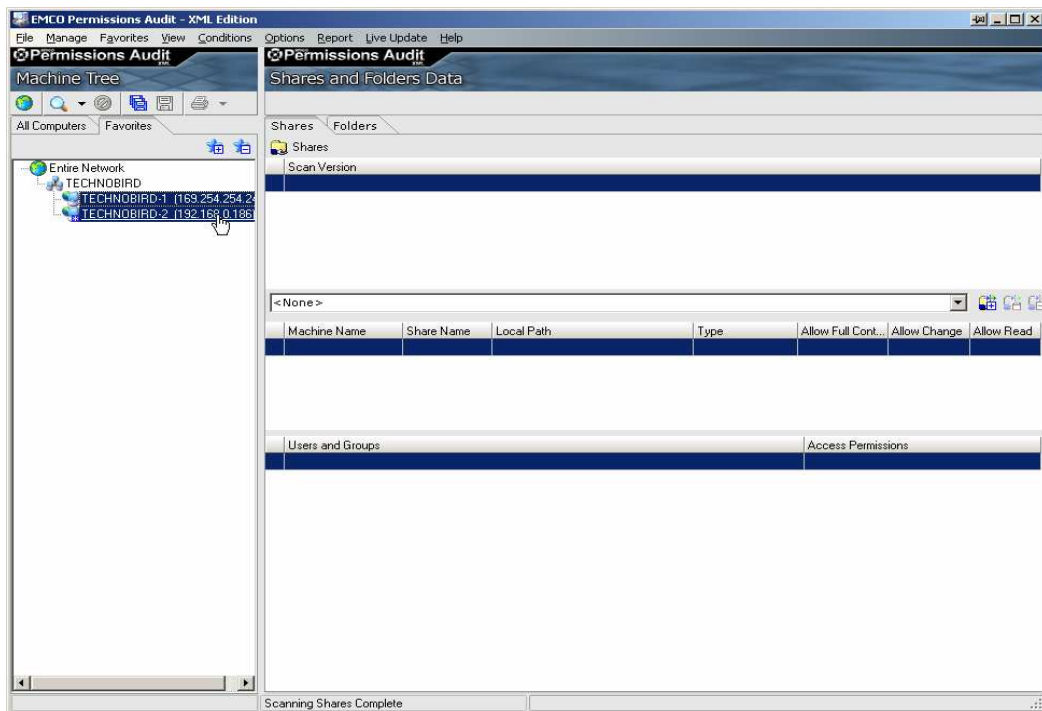 EMCO Permissions Audit - XML Edition
File Manage Favorites View Conditions Options Report Live Update Help
Permissions Audit
XML
Machine Tree
All Computers Favorites
Entire Network
TECHNOBIRD
TECHNOBIRD-1 (169.254.254.24
TECHNOBIRD-2 (192.168.0.186)
Permissions Audit
XML
Shares and Folders Data
Shares Folders
Shares
Scan Version
<None>
Machine Name Share Name Local Path Type Allow Full Cont... Allow Change Allow Read
Users and Groups Access Permissions
Scanning Shares Complete